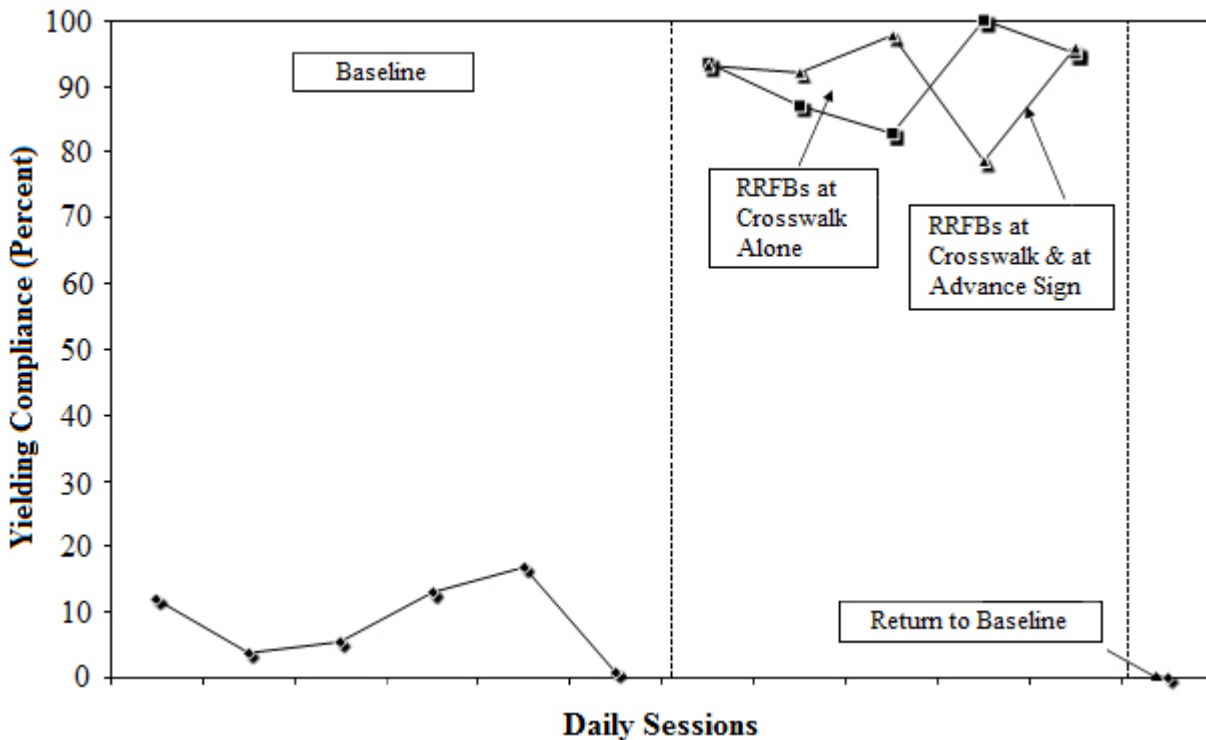 Yielding Compliance (Percent)
100
90
80
70
60
50
40
30
20
10
0
Baseline
RRFBs at
Crosswalk
Alone
RRFBs at
Crosswalk & at
Advance Sign
Return to Baseline
Daily Sessions